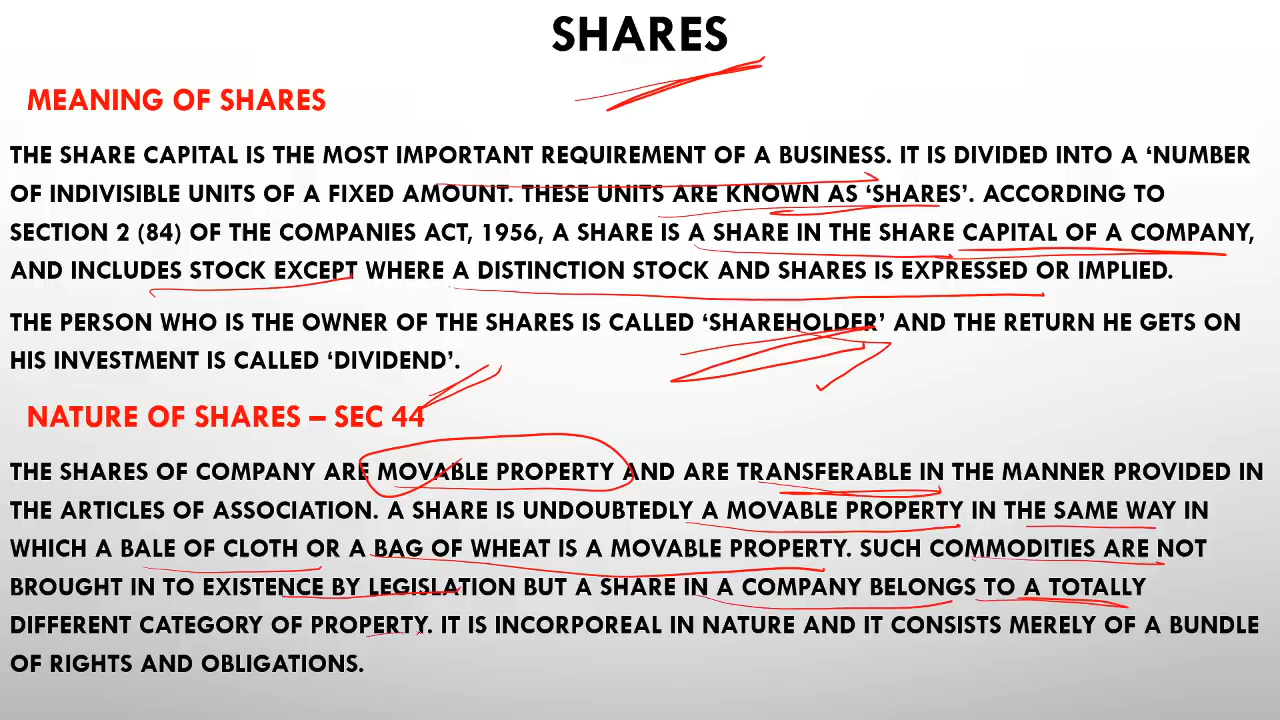 SHARES
MEANING OF SHARES
THE SHARE CAPITAL IS THE MOST IMPORTANT REQUIREMENT OF A BUSINESS. IT IS DIVIDED INTO A ‘NUMBER
OF INDIVISIBLE UNITS OF A FIXED AMOUNT. THESE UNITS ARE KNOWN AS ‘SHARES’. ACCORDING TO
SECTION 2 (84) OF THE COMPANIES ACT, 1956, A SHARE IS A SHARE IN THE SHARE CAPITAL OF A COMPANY,
AND INCLUDES STOCK EXCEPT WHERE A DISTINCTION STOCK AND SHARES IS EXPRESSED OR IMPLIED.
THE PERSON WHO IS THE OWNER OF THE SHARES IS CALLED ‘SHAREHOLDER’ AND THE RETURN HE GETS ON
HIS INVESTMENT IS CALLED ‘DIVIDEND’.
NATURE OF SHARES – SEC 44
THE SHARES OF COMPANY ARE MOVABLE PROPERTY AND ARE TRANSFERABLE IN THE MANNER PROVIDED IN
THE ARTICLES OF ASSOCIATION. A SHARE IS UNDOUBTEDLY A MOVABLE PROPERTY IN THE SAME WAY IN
WHICH A BALE OF CLOTH OR A BAG OF WHEAT IS A MOVABLE PROPERTY. SUCH COMMODITIES ARE NOT
BROUGHT IN TO EXISTENCE BY LEGISLATION BUT A SHARE IN A COMPANY BELONGS TO A TOTALLY
DIFFERENT CATEGORY OF PROPERTY. IT IS INCORPOREAL IN NATURE AND IT CONSISTS MERELY OF A BUNDLE
OF RIGHTS AND OBLIGATIONS.